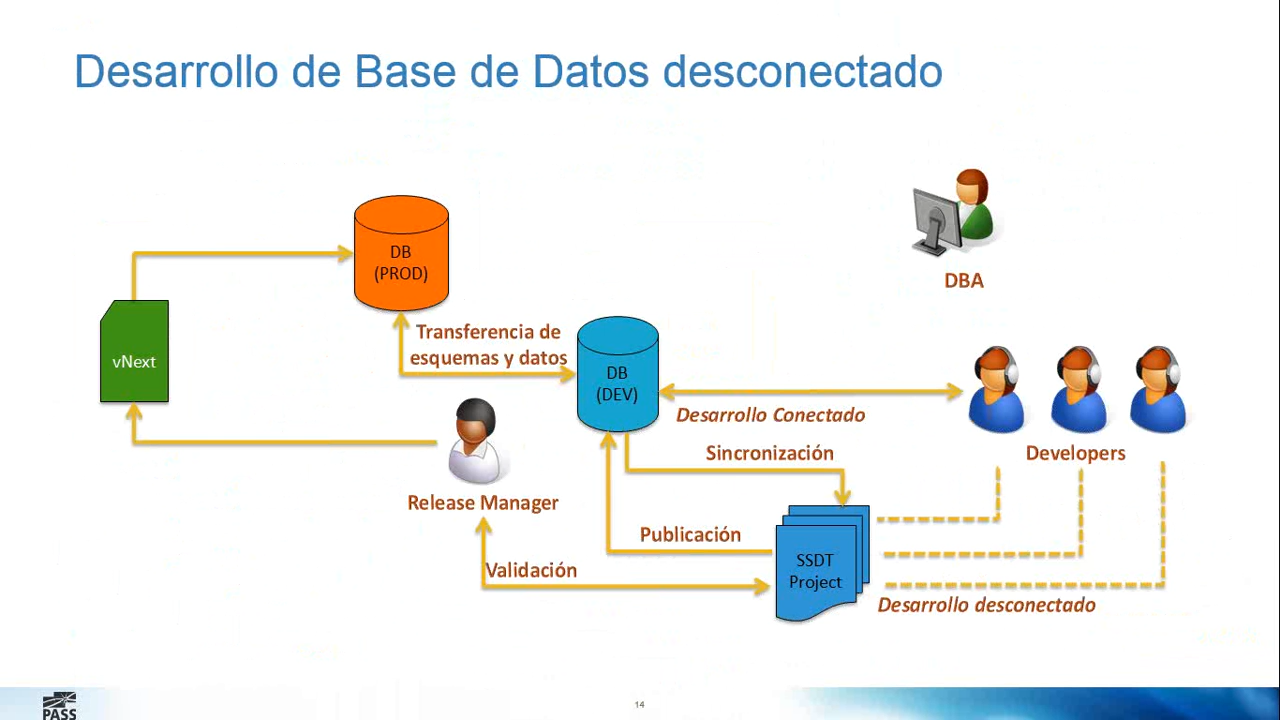 Desarrollo de Base de Datos desconectado
DB
(PROD)
DBA
vNext
Transferencia de
esquemas y datos
DB
(DEV)
Desarrollo Conectado
Sincronización
Developers
Release Manager
Publicación
SSDT
Project
Validación
Desarrollo desconectado
PASS
14